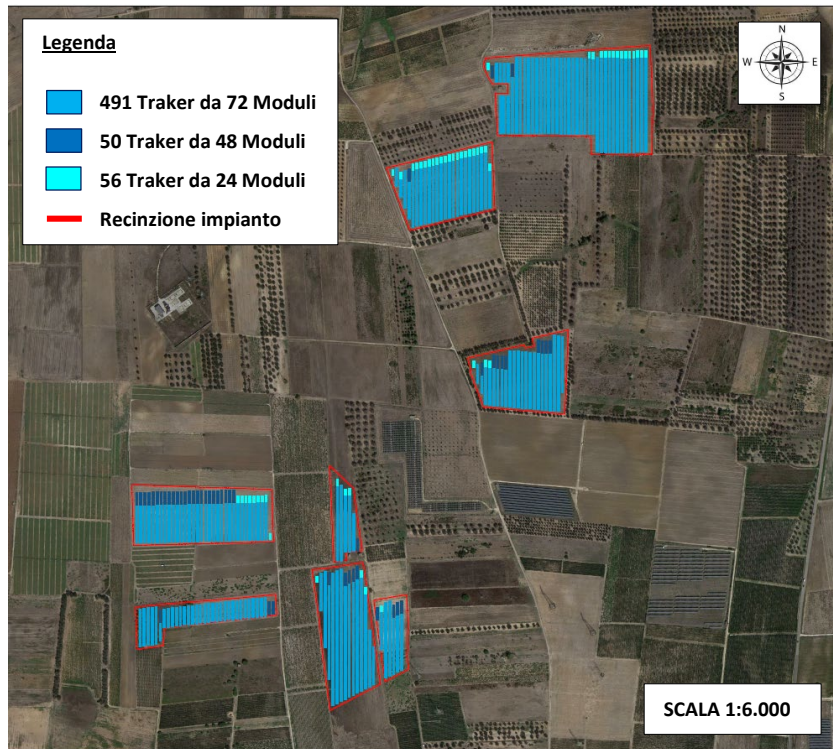 Legenda
491 Traker da 72 Moduli
50 Traker da 48 Moduli
56 Traker da 24 Moduli
Recinzione impianto
N
W E
S
SCALA 1:6.000